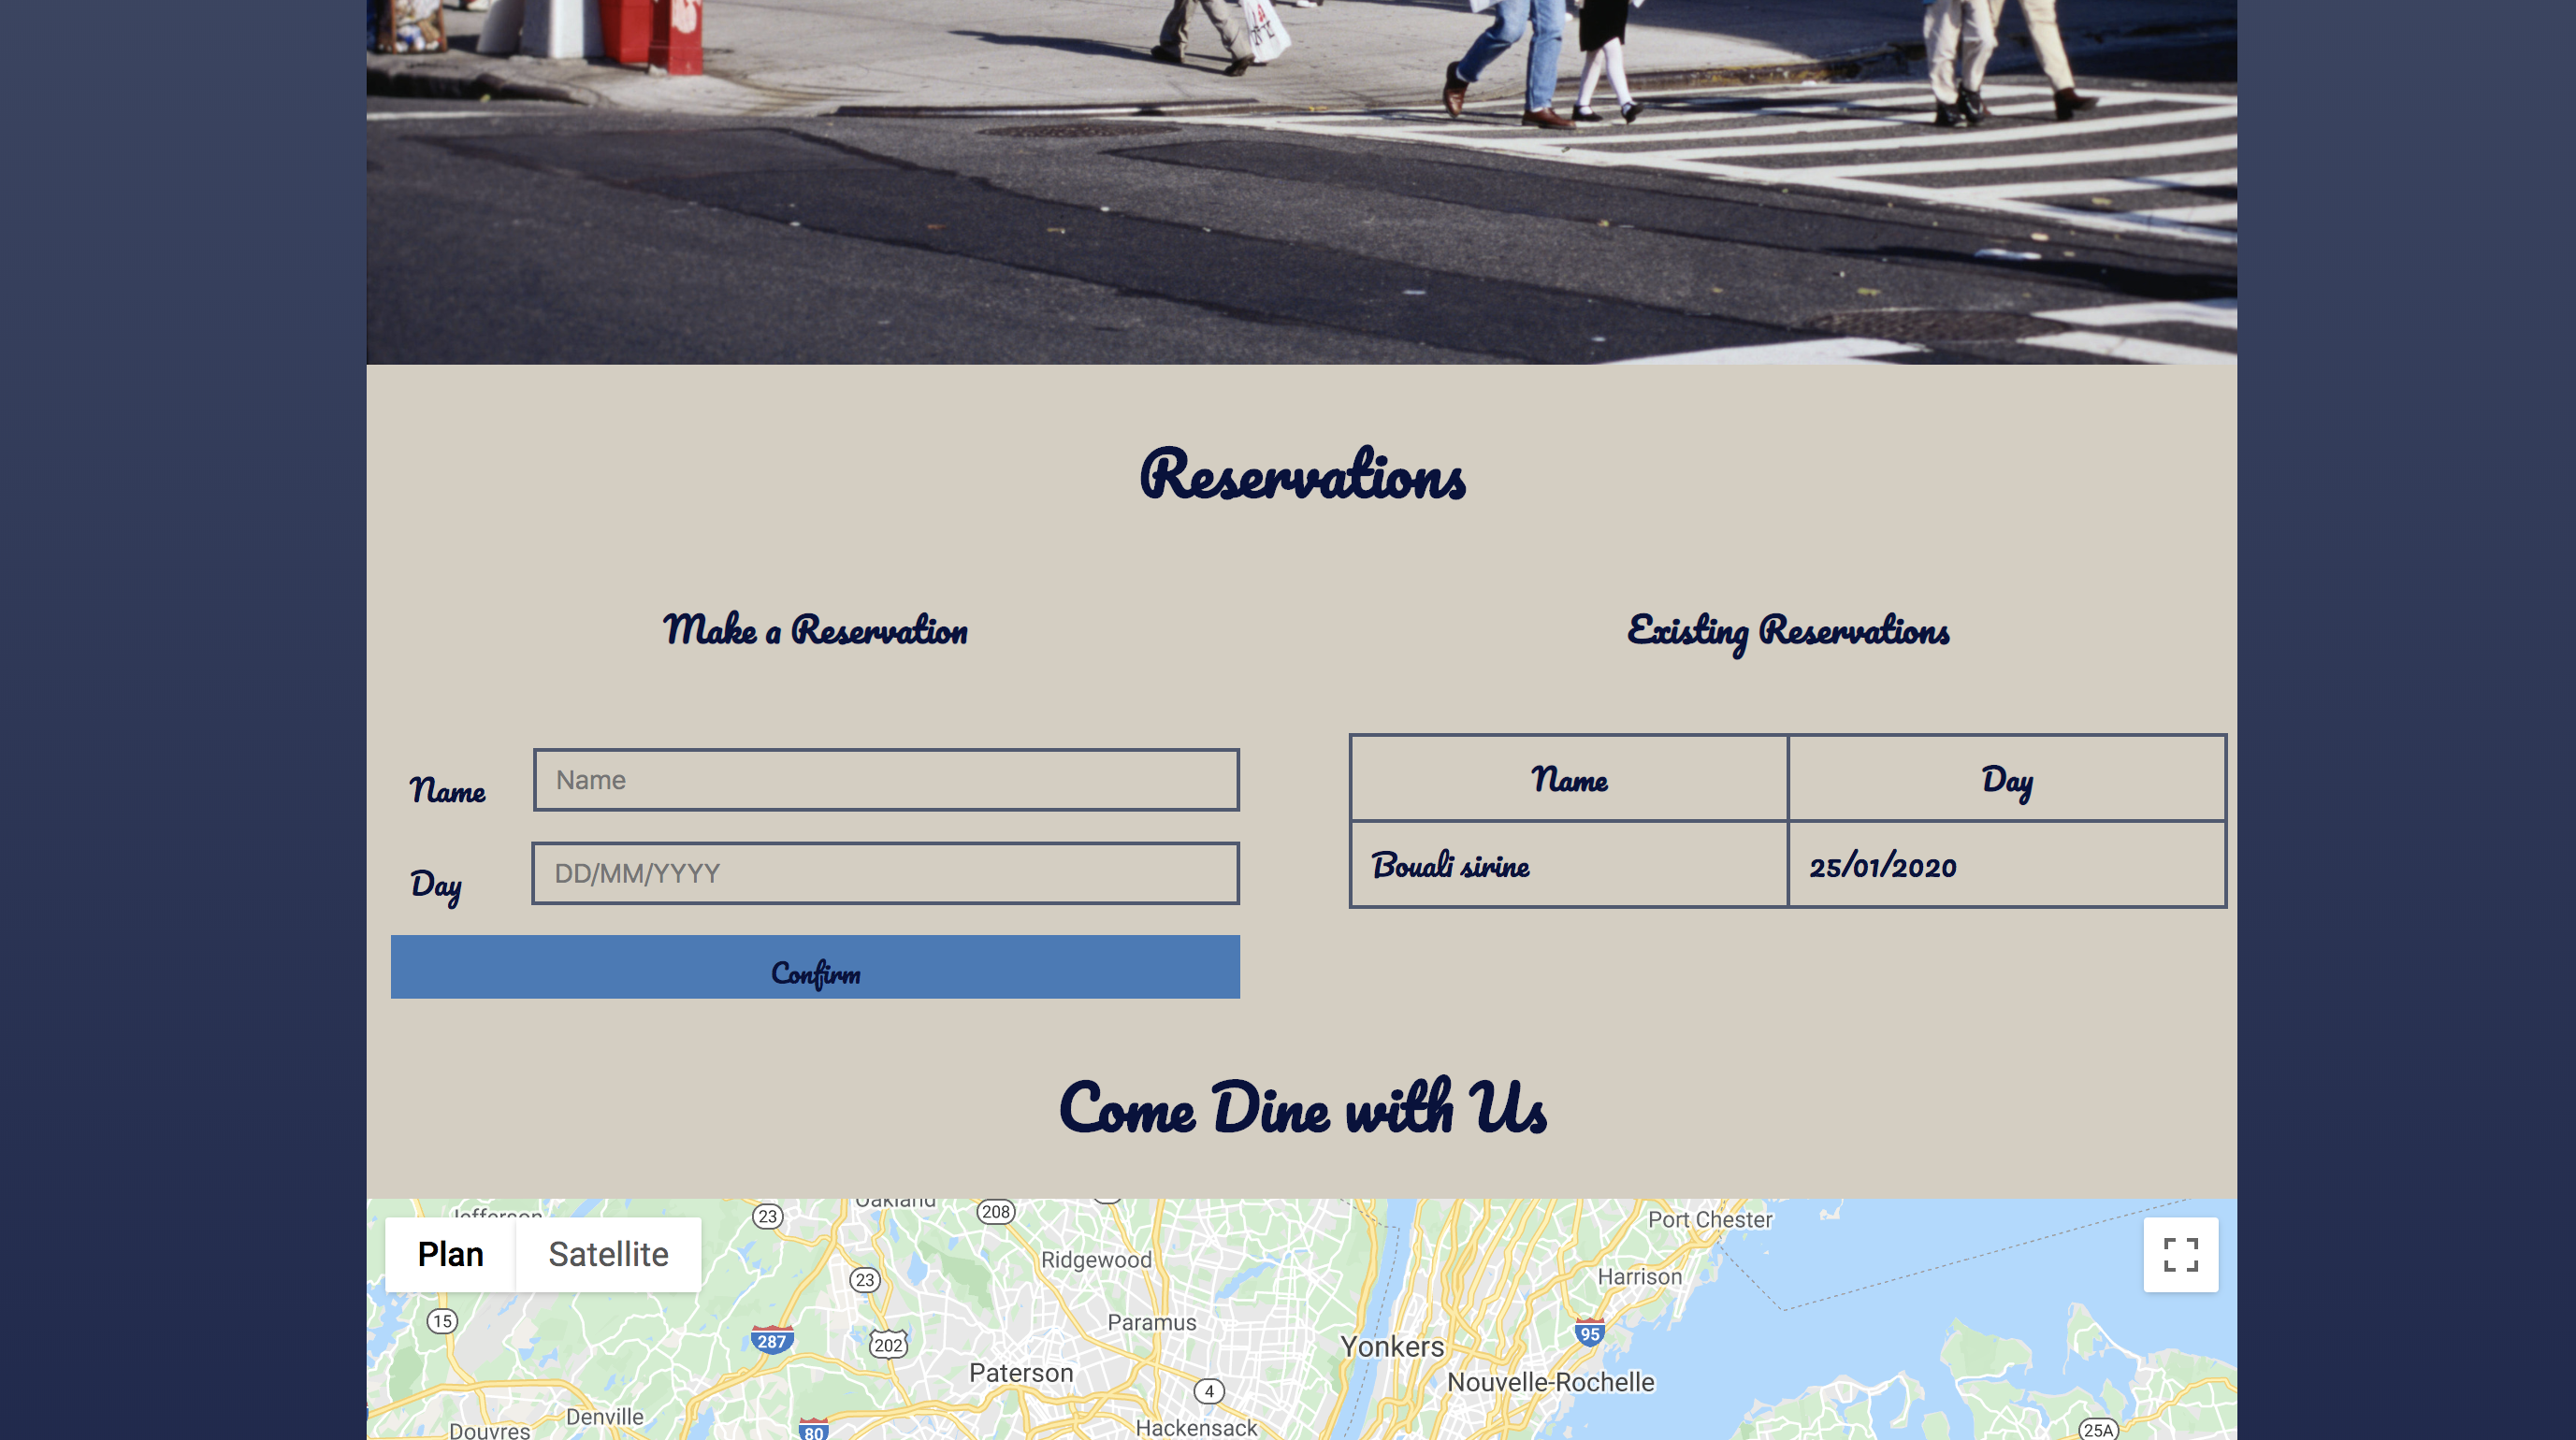 Reservations
Make a Reservation
Existing Reservations
Name
Name
Day
DD/MM/YYYY
Confirm
Name Day
Bouali sirine 25/01/2020
Come Dine with Us
Plan Satellite
Jefferson
23
Oakland
208
Port Chester
Ridgewood
23
Harrison
15
287
202
Paramus
95
Yonkers
Paterson
Nouvelle-Rochelle
4
Denville
Hackensack
Douvres
80
25A